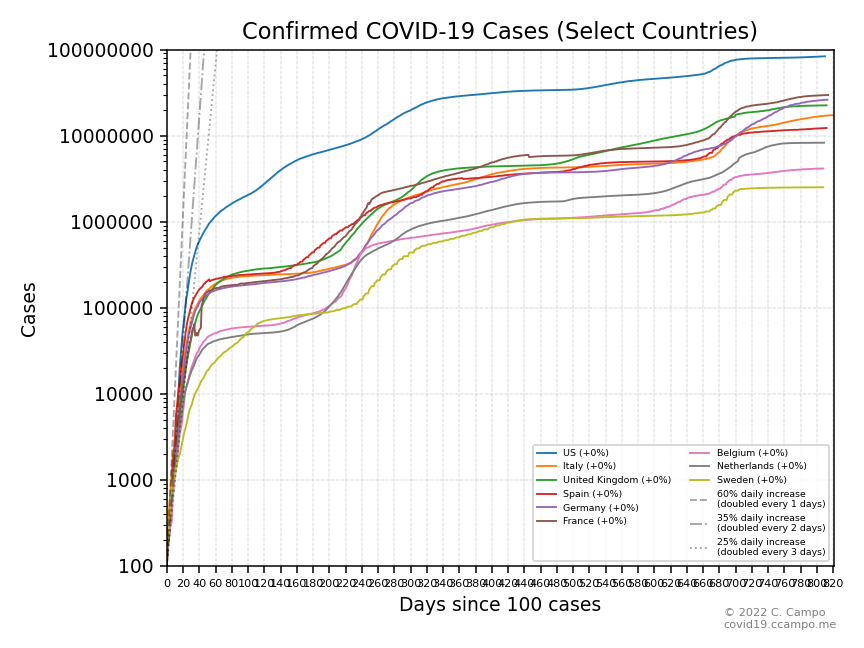 Confirmed COVID-19 Cases (Select Countries)
100000000
10000000
1000000
100000
10000
1000
100
Cases
0 20 40 60 80 100 120 140 160 180 200 220 240 260 280 300 320 340 360 380 400 420 440 460 480 500 520 540 560 580 600 620 640 660 680 700 720 740 760 780 800 820
Days since 100 cases
US (+0%)
Italy (+0%)
United Kingdom (+0%)
Spain (+0%)
Germany (+0%)
France (+0%)
Belgium (+0%)
Netherlands (+0%)
Sweden (+0%)
60% daily increase
(doubled every 1 days)
35% daily increase
(doubled every 2 days)
25% daily increase
(doubled every 3 days)
© 2022 C. Campo
covid19.ccampo.me